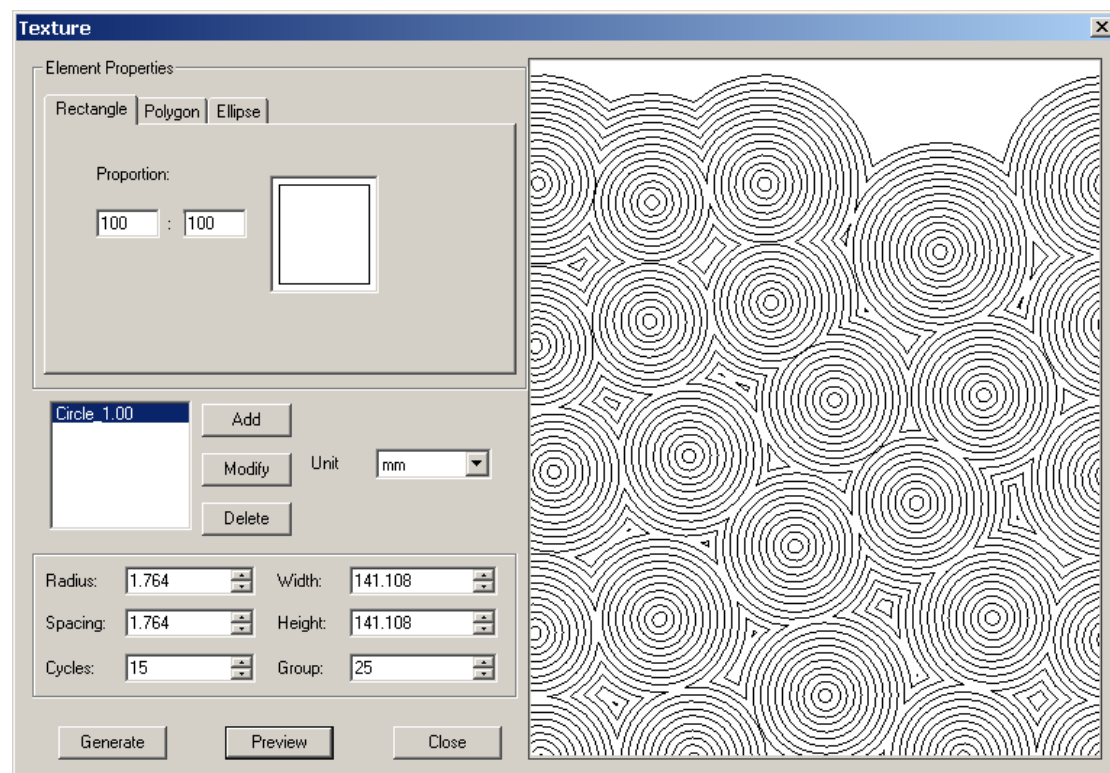 Texture
Element Properties
Rectangle Polygon Ellipse
Proportion:
100 : 100
Circle_1.00
Add
Modify
Delete
Unit mm
Radius: 1.764 Width: 141.108
Spacing: 1.764 Height: 141.108
Cycles: 15 Group: 25
Generate Preview Close